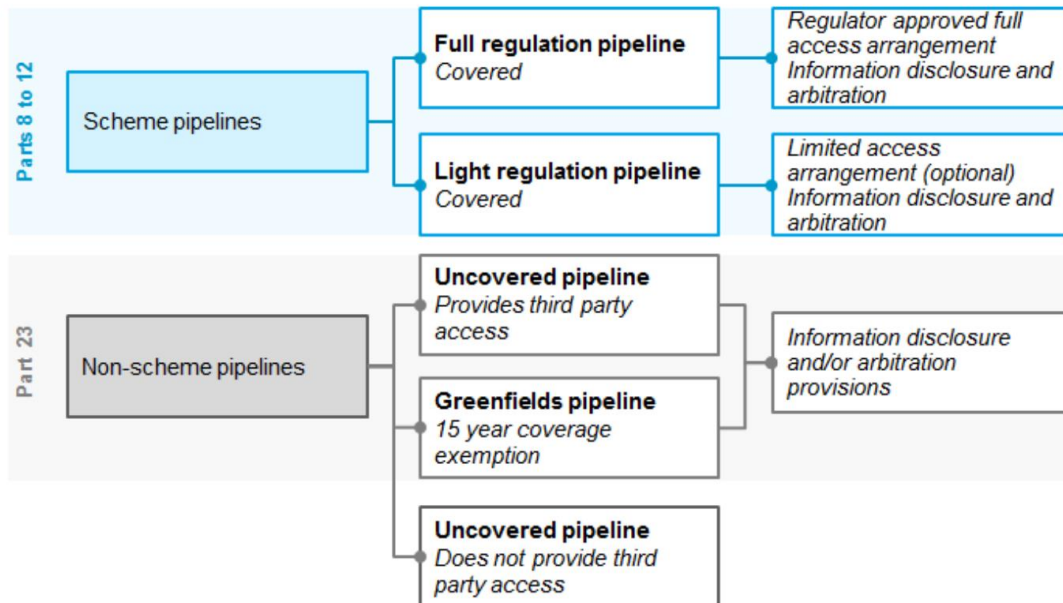 Parts 8 to 12
Scheme pipelines
Full regulation pipeline
Covered
Regulator approved full
access arrangement
Information disclosure and
arbitration
Light regulation pipeline
Covered
Limited access
arrangement (optional)
Information disclosure and
arbitration
Part 23
Non-scheme pipelines
Uncovered pipeline
Provides third party
access
Greenfields pipeline
15 year coverage
exemption
Information disclosure
and/or arbitration
provisions
Uncovered pipeline
Does not provide third
party access